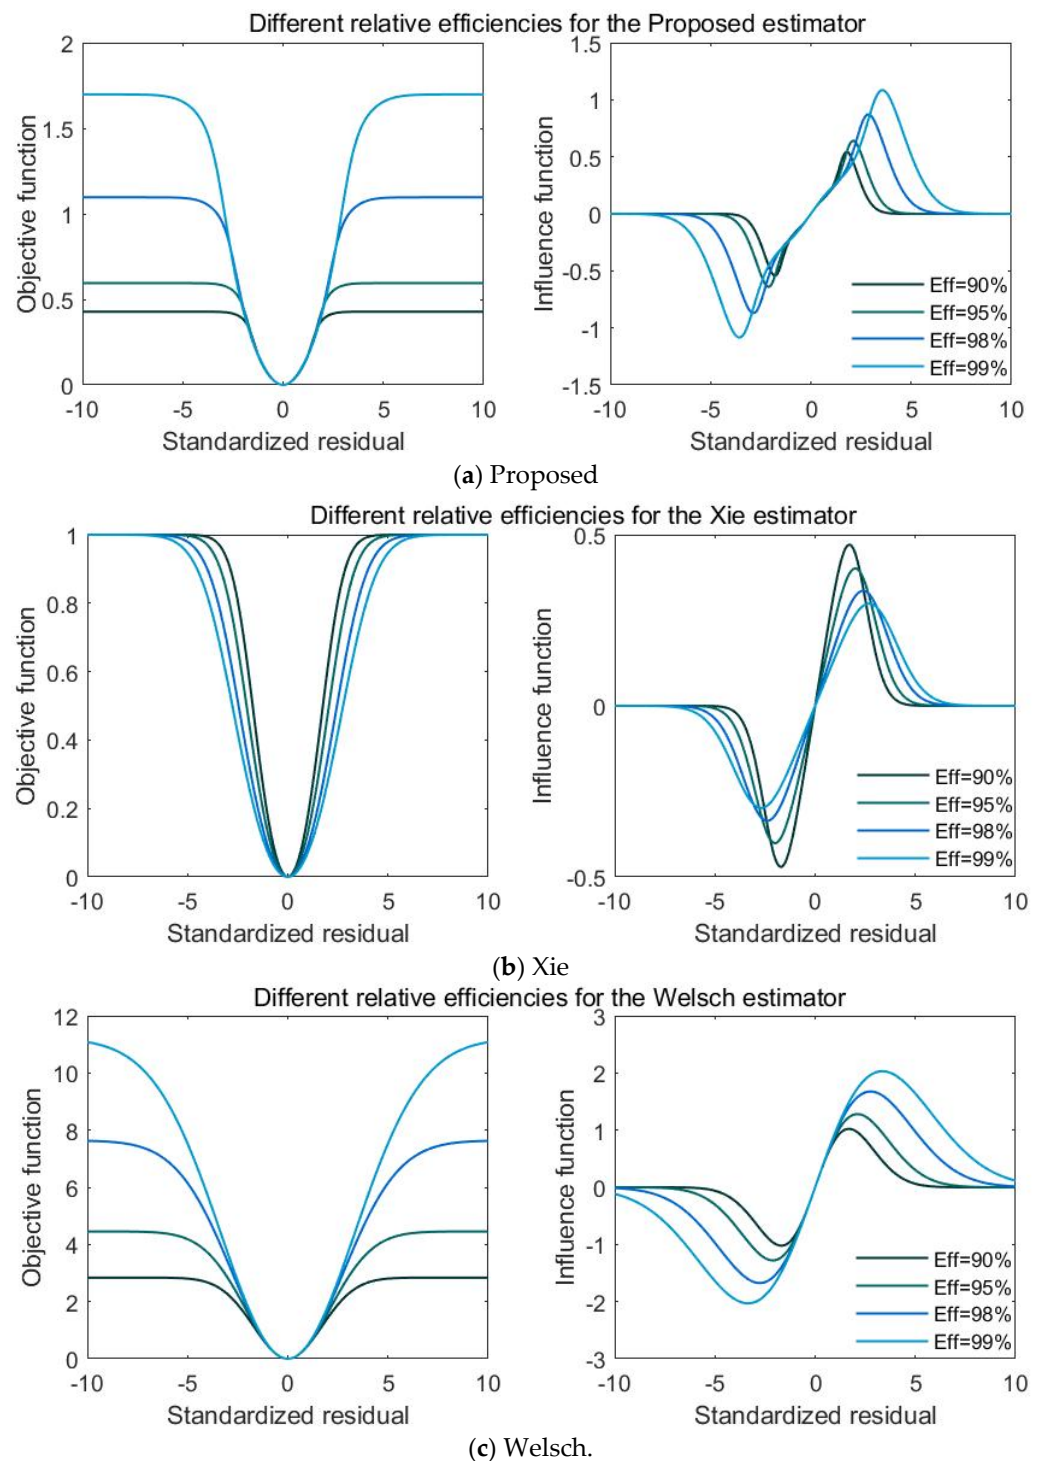 Different relative efficiencies for the Proposed estimator
2
1.5
1
0.5
0
Objective function
-10 -5 0 5 10
Standardized residual
1.5
1
0.5
0
-0.5
-1
-1.5
Influence function
Eff=90%
Eff=95%
Eff=98%
Eff=99%
-10 -5 0 5 10
Standardized residual
(a) Proposed
Different relative efficiencies for the Xie estimator
1
0.8
0.6
0.4
0.2
0
Objective function
-10 -5 0 5 10
Standardized residual
0.5
0
-0.5
Influence function
Eff=90%
Eff=95%
Eff=98%
Eff=99%
-10 -5 0 5 10
Standardized residual
(b) Xie
Different relative efficiencies for the Welsch estimator
12
10
8
6
4
2
0
Objective function
-10 -5 0 5 10
Standardized residual
3
2
1
0
-1
-2
-3
Influence function
Eff=90%
Eff=95%
Eff=98%
Eff=99%
-10 -5 0 5 10
Standardized residual
(c) Welsch.